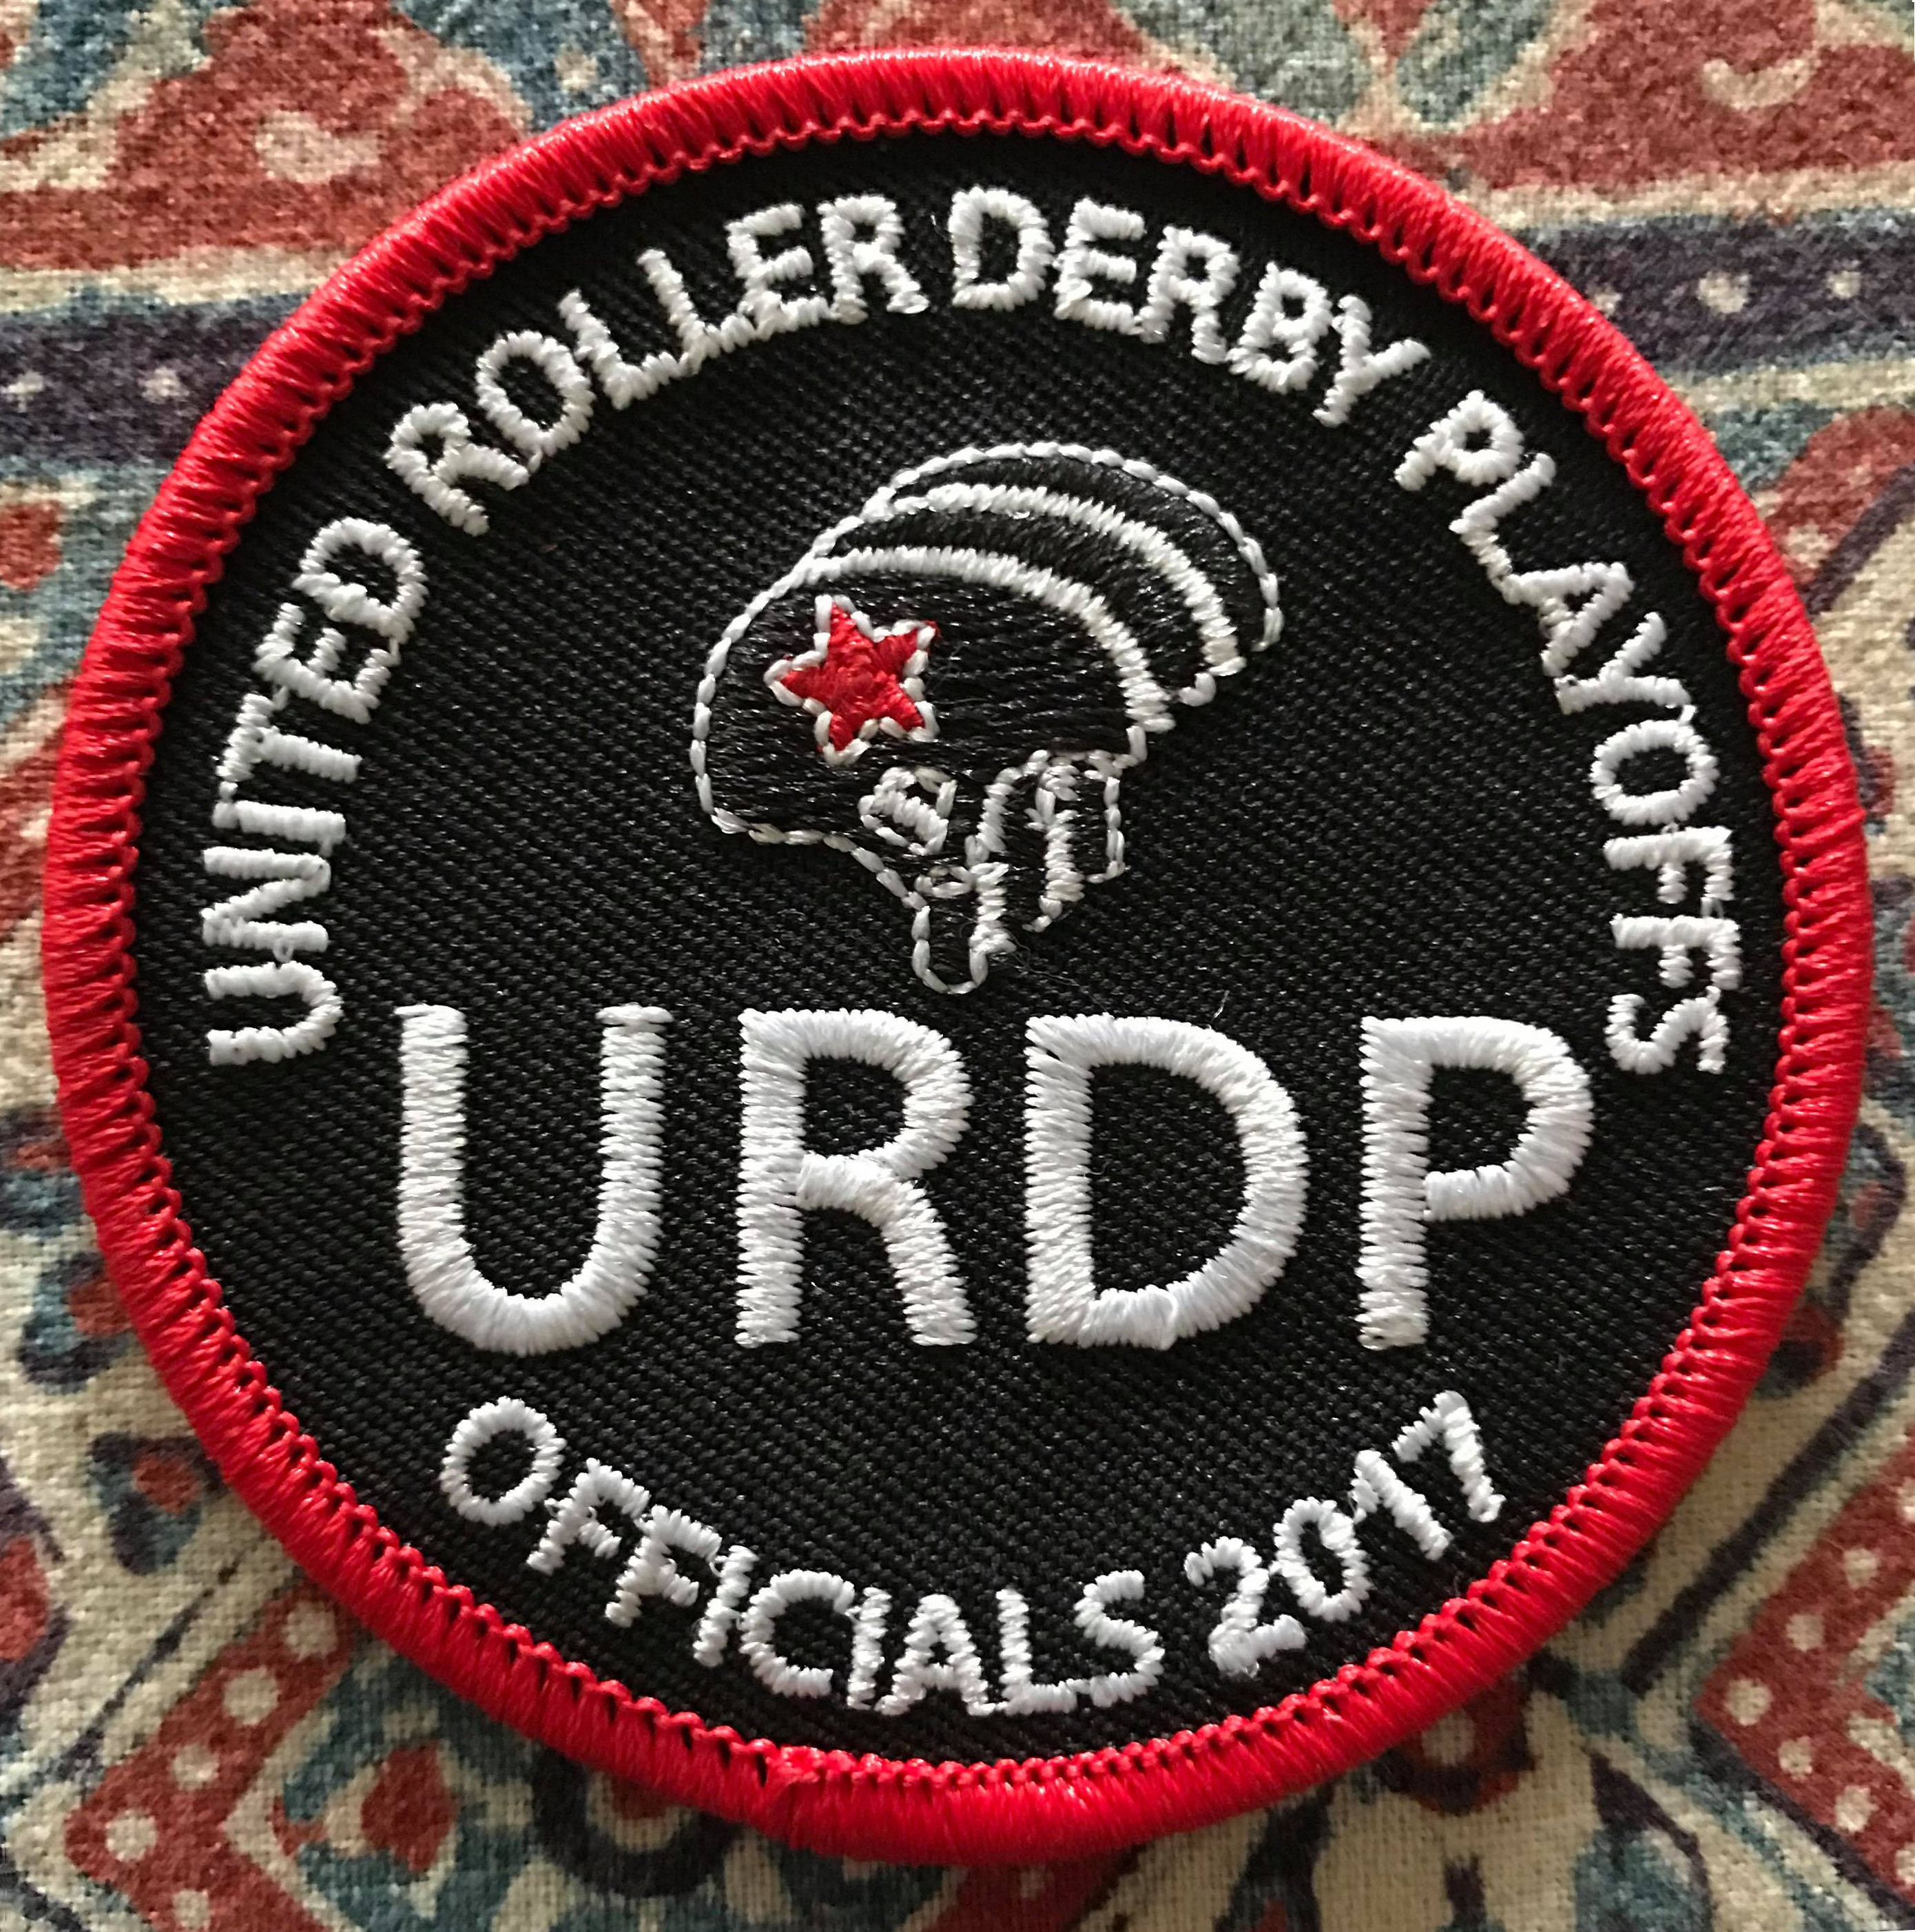 UNITED ROLLER DERBY PLAYOFFS
URDP
OFFICIALS 2017